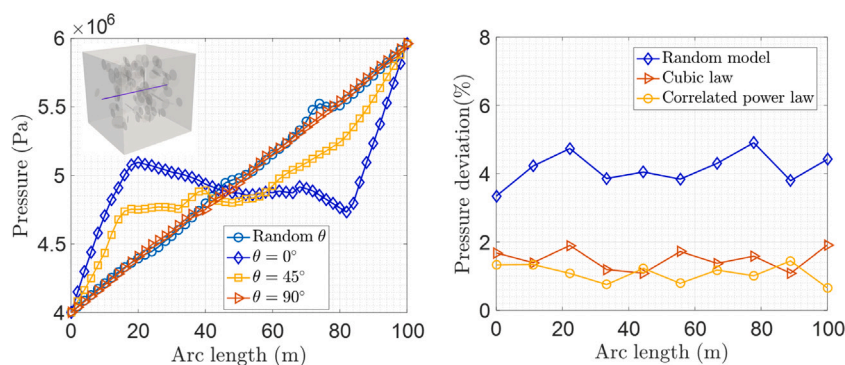 × 10⁶
6
5.5
5
4.5
4
0 20 40 60 80 100
Pressure (Pa)
Arc length (m)
Random θ
θ = 0°
θ = 45°
θ = 90°
8
6
4
2
0
0 20 40 60 80 100
Pressure deviation(%)
Arc length (m)
Random model
Cubic law
Correlated power law